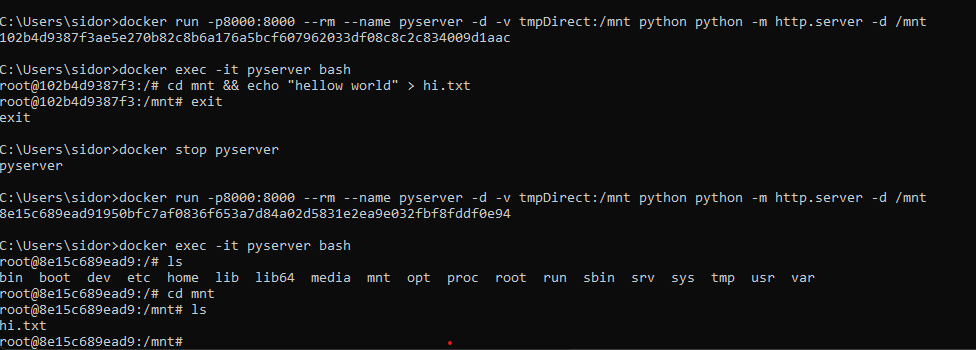 C:\Users\sidor>docker run -p8000:8000 --rm --name pyserver -d -v tmpDirect:/mnt python python -m http.server -d /mnt
102b4d9387f3ae5e270b82c8b6a176a5bcf607962033df08c8c2c834009d1aac
C:\Users\sidor>docker exec -it pyserver bash
root@102b4d9387f3:/# cd mnt && echo "hellow world" > hi.txt
root@102b4d9387f3:/mnt# exit
exit
C:\Users\sidor>docker stop pyserver
pyserver
C:\Users\sidor>docker run -p8000:8000 --rm --name pyserver -d -v tmpDirect:/mnt python python -m http.server -d /mnt
8e15c689ead91950bfc7af0836f653a7d84a02d5831e2ea9e032fbf8fddf0e94
C:\Users\sidor>docker exec -it pyserver bash
root@8e15c689ead9:/# ls
bin  boot  dev  etc  home  lib  lib64  media  mnt  opt  proc  root  run  sbin  srv  sys  tmp  usr  var
root@8e15c689ead9:/# cd mnt
root@8e15c689ead9:/mnt# ls
hi.txt
root@8e15c689ead9:/mnt#